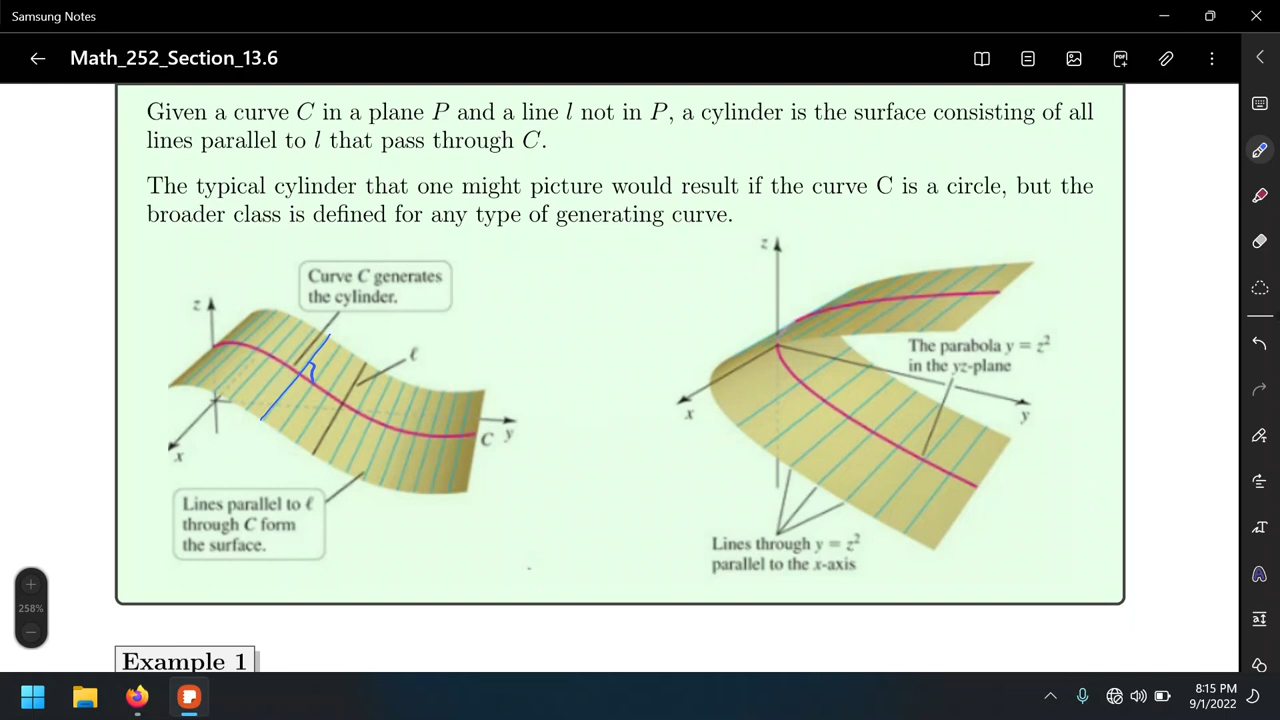 Samsung Notes
Math_252_Section_13.6
Given a curve C in a plane P and a line l not in P, a cylinder is the surface consisting of all
lines parallel to l that pass through C.
The typical cylinder that one might picture would result if the curve C is a circle, but the
broader class is defined for any type of generating curve.
z
Curve C generates
the cylinder.
ℓ
C
y
x
Lines parallel to ℓ
through C form
the surface.
z
The parabola y = z²
in the yz-plane
x
y
Lines through y = z²
parallel to the x-axis
258%
Example 1
PDF
8:15 PM
9/1/2022